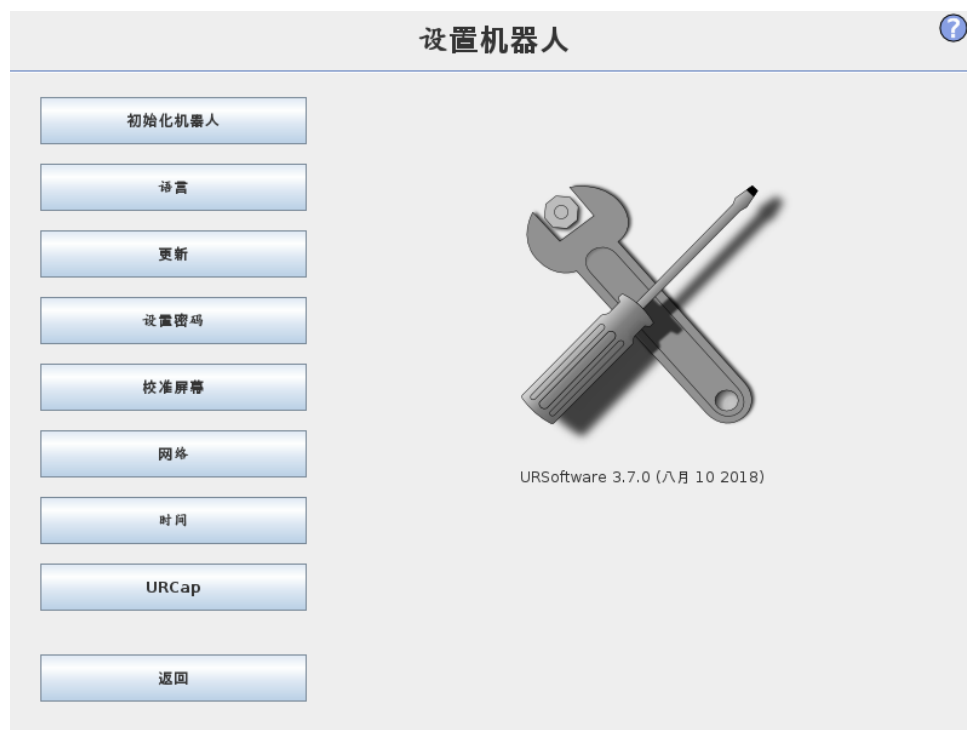 设置机器人
?
初始化机器人
语言
更新
设置密码
校准屏幕
网络
时间
URCap
返回
URSoftware 3.7.0 (八月 10 2018)